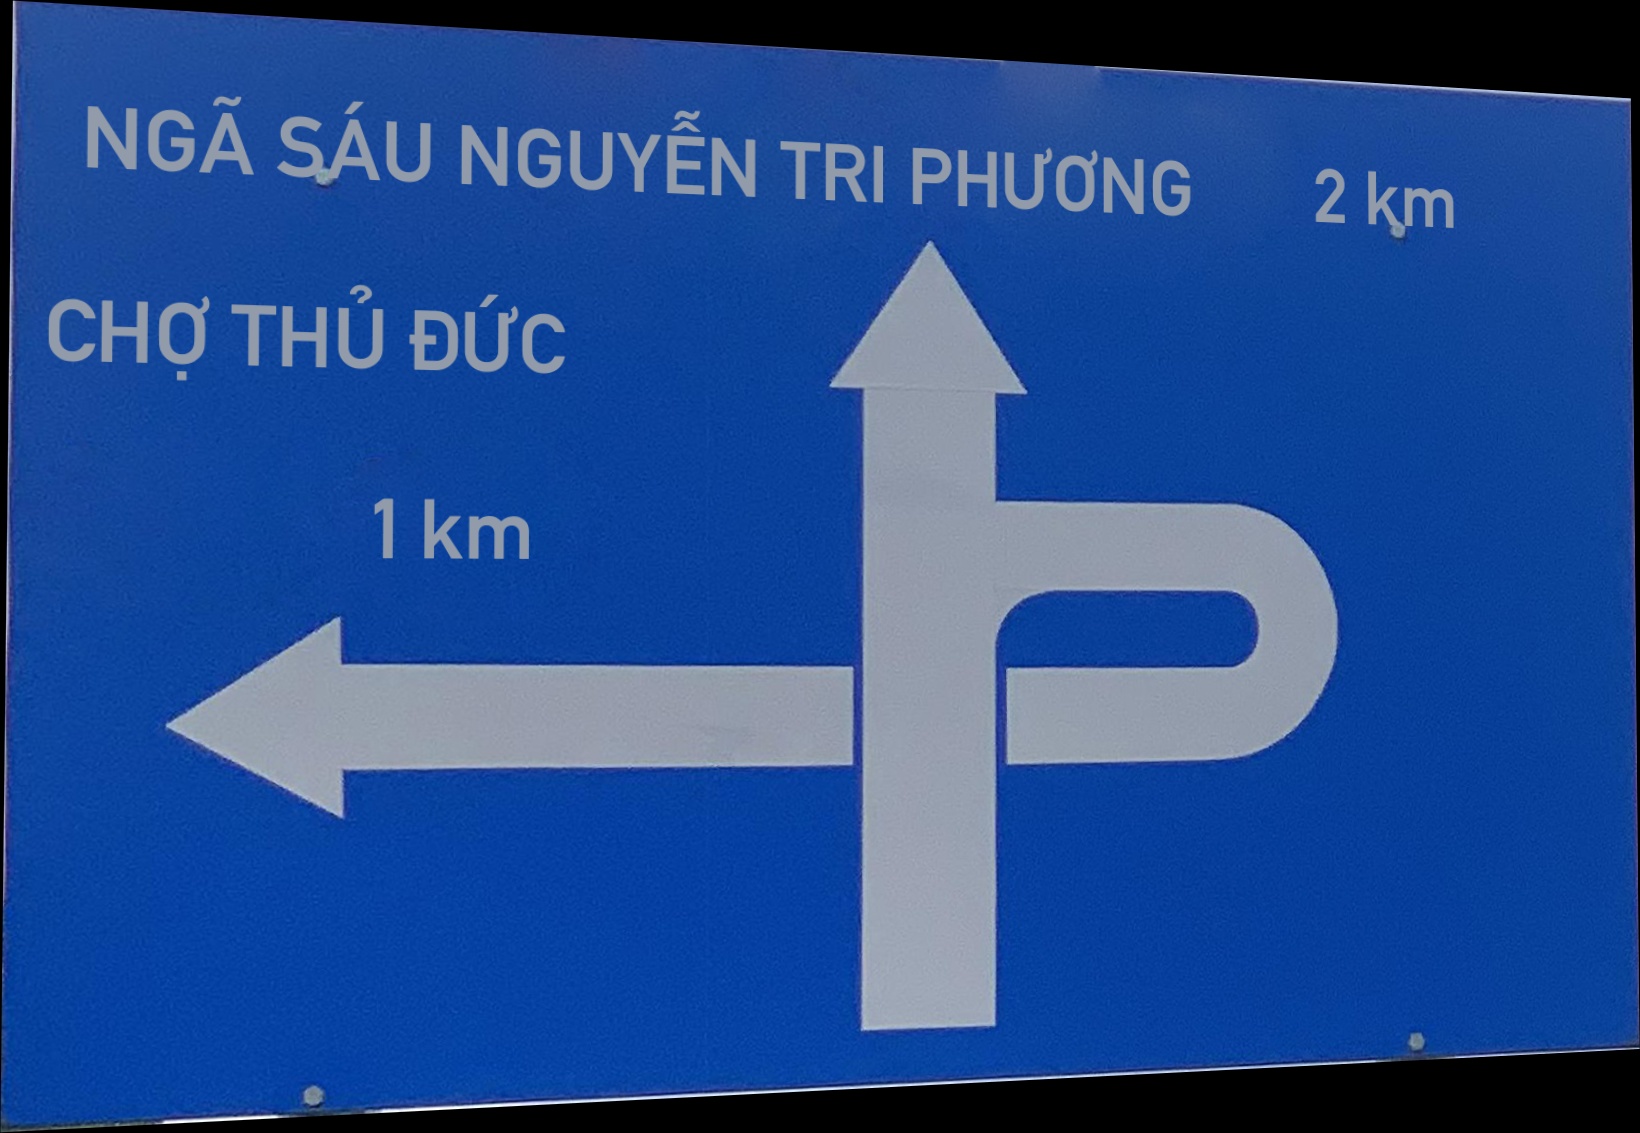 NGÃ SÁU NGUYỄN TRI PHƯƠNG 2 km
CHỢ THỦ ĐỨC
1 km